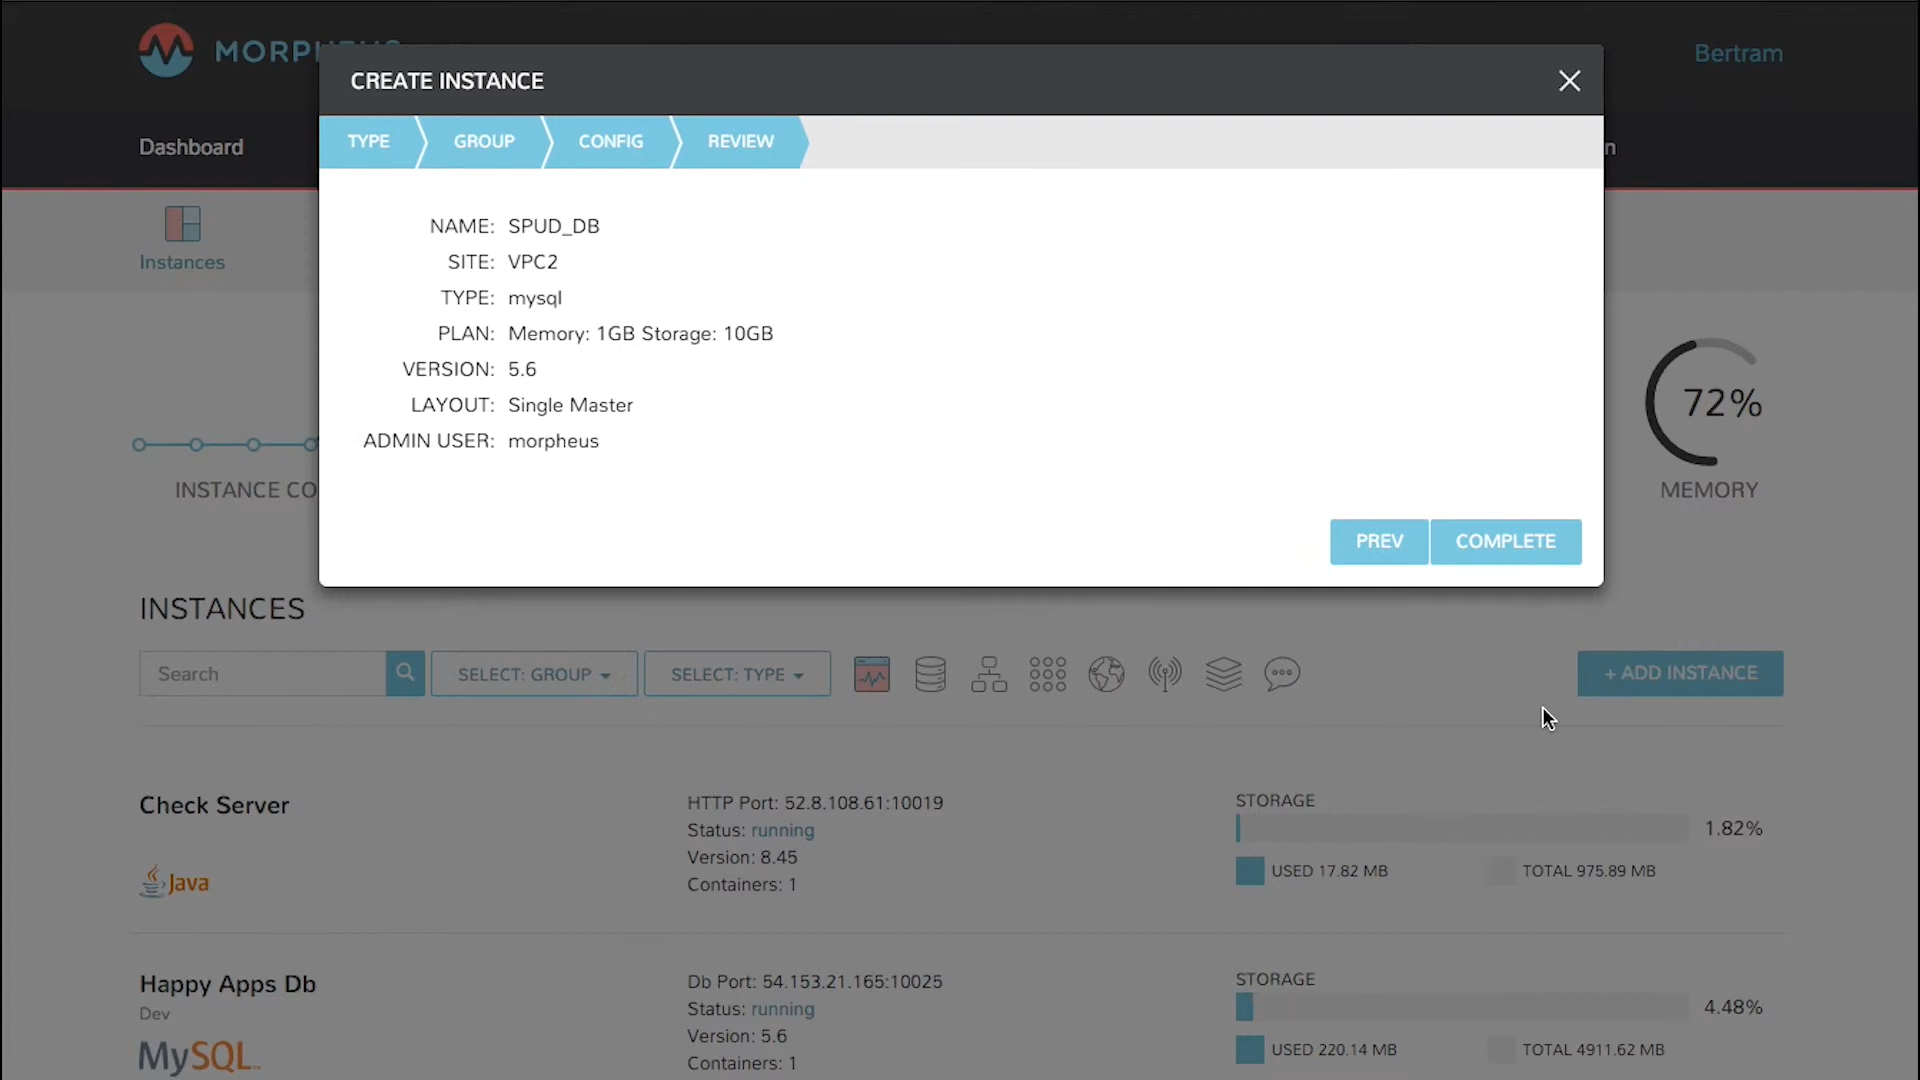 MORPHEUS
Bertram
CREATE INSTANCE
Dashboard
TYPE
GROUP
CONFIG
REVIEW
Instances
NAME: SPUD_DB
SITE: VPC2
TYPE: mysql
PLAN: Memory: 1GB Storage: 10GB
VERSION: 5.6
LAYOUT: Single Master
ADMIN USER: morpheus
PREV
COMPLETE
72%
MEMORY
INSTANCE CO
INSTANCES
Search
SELECT: GROUP
SELECT: TYPE
+ ADD INSTANCE
Check Server
Java
HTTP Port: 52.8.108.61:10019
Status: running
Version: 8.45
Containers: 1
STORAGE
1.82%
USED 17.82 MB
TOTAL 975.89 MB
Happy Apps Db
Dev
MySQL
Db Port: 54.153.21.165:10025
Status: running
Version: 5.6
Containers: 1
STORAGE
4.48%
USED 220.14 MB
TOTAL 4911.62 MB